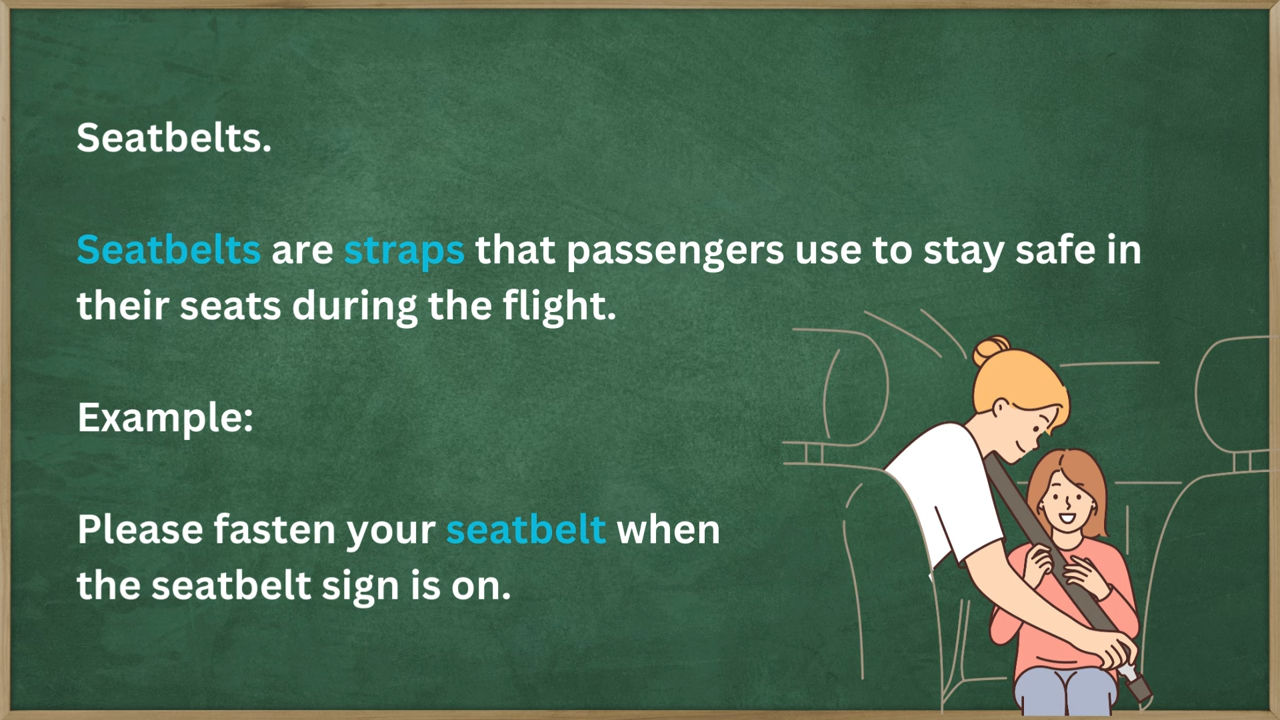 Seatbelts.
Seatbelts are straps that passengers use to stay safe in
their seats during the flight.
Example:
Please fasten your seatbelt when
the seatbelt sign is on.